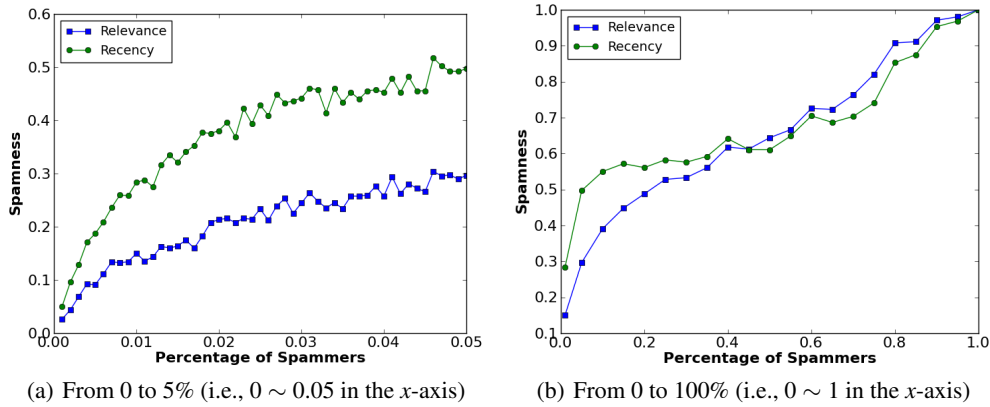 0.6
0.5
0.4
0.3
0.2
0.1
0.0
Spamness
Relevance
Recency
0.00
0.01
0.02
0.03
0.04
0.05
Percentage of Spammers
(a) From 0 to 5% (i.e., 0 ∼ 0.05 in the x-axis)
1.0
0.9
0.8
0.7
0.6
0.5
0.4
0.3
0.2
0.1
Spamness
Relevance
Recency
0.0
0.2
0.4
0.6
0.8
1.0
Percentage of Spammers
(b) From 0 to 100% (i.e., 0 ∼ 1 in the x-axis)